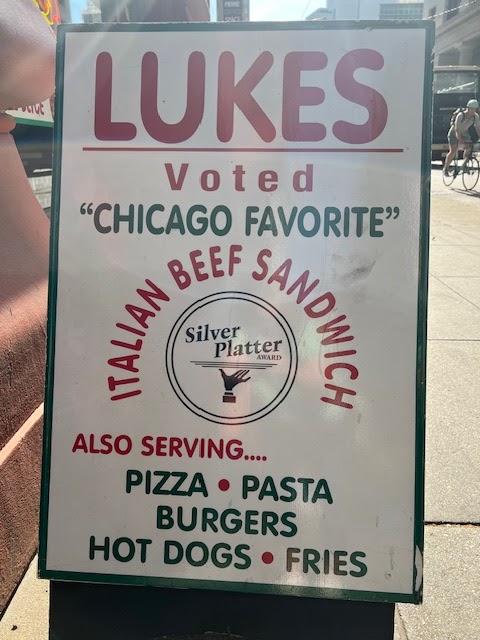 LUKES
Voted
“CHICAGO FAVORITE”
ITALIAN BEEF SANDWICH
Silver
Platter
AWARD
ALSO SERVING....
PIZZA • PASTA
BURGERS
HOT DOGS • FRIES